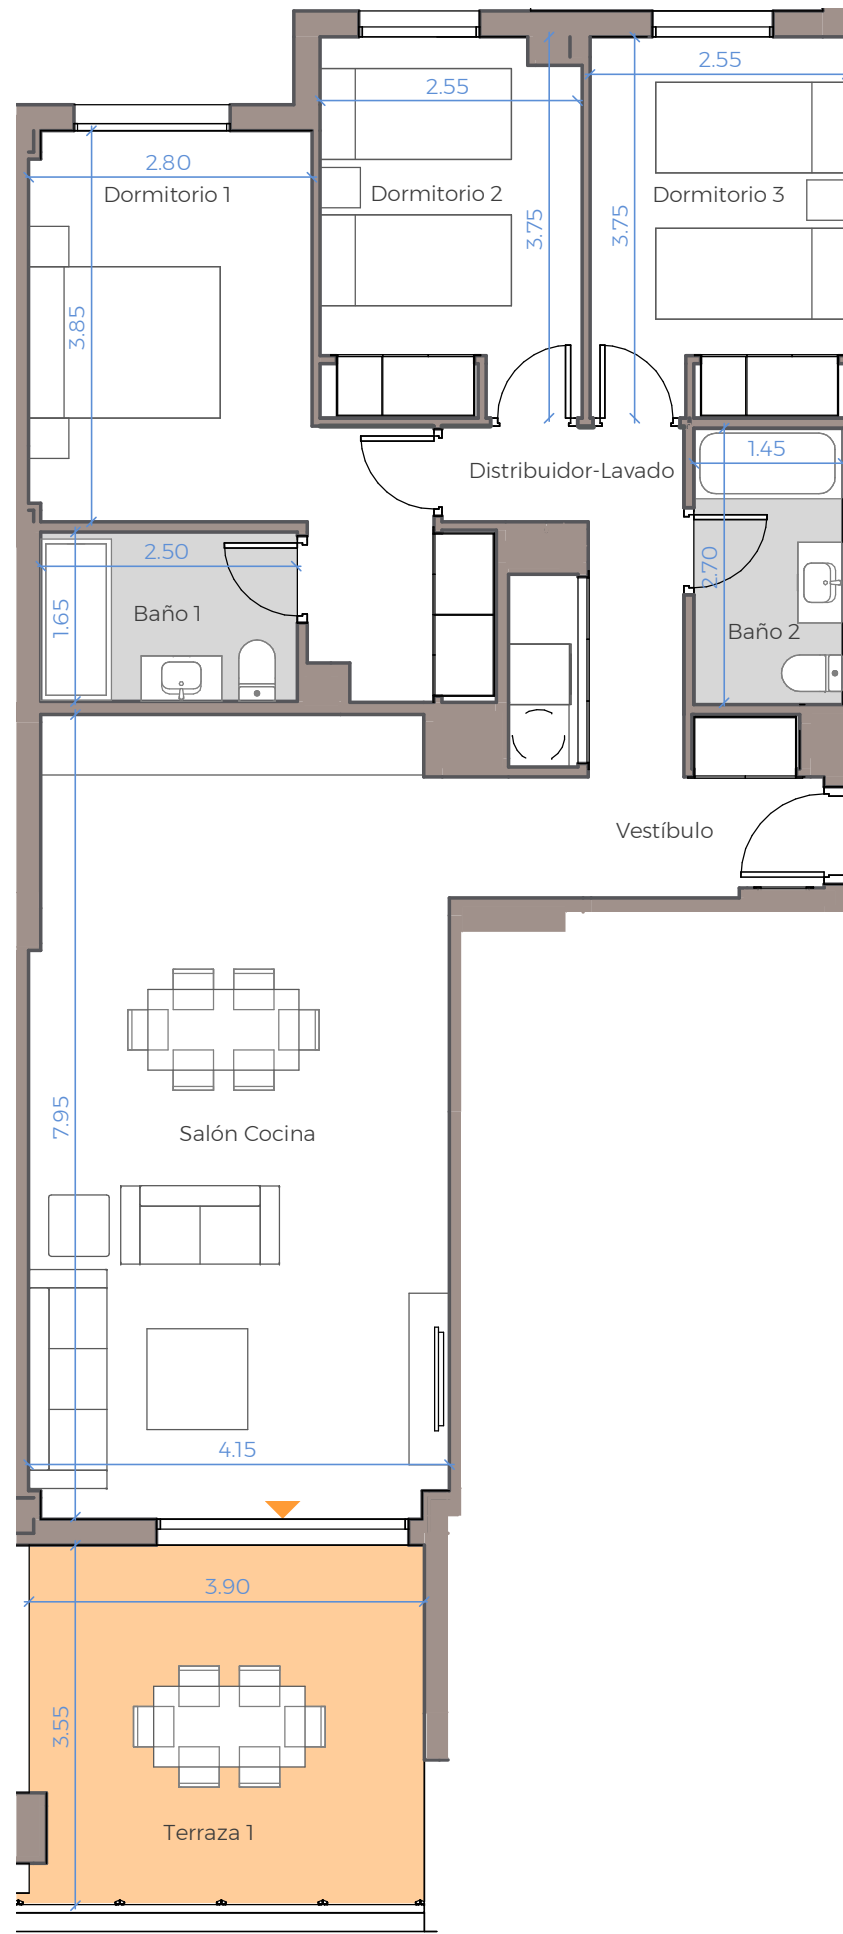 2.55
2.55
2.80
Dormitorio 1
Dormitorio 2
Dormitorio 3
3.75
3.75
3.85
Distribuidor-Lavado
1.45
2.50
2.70
1.65
Baño 1
Baño 2
Vestíbulo
7.95
Salón Cocina
4.15
3.90
3.55
Terraza 1